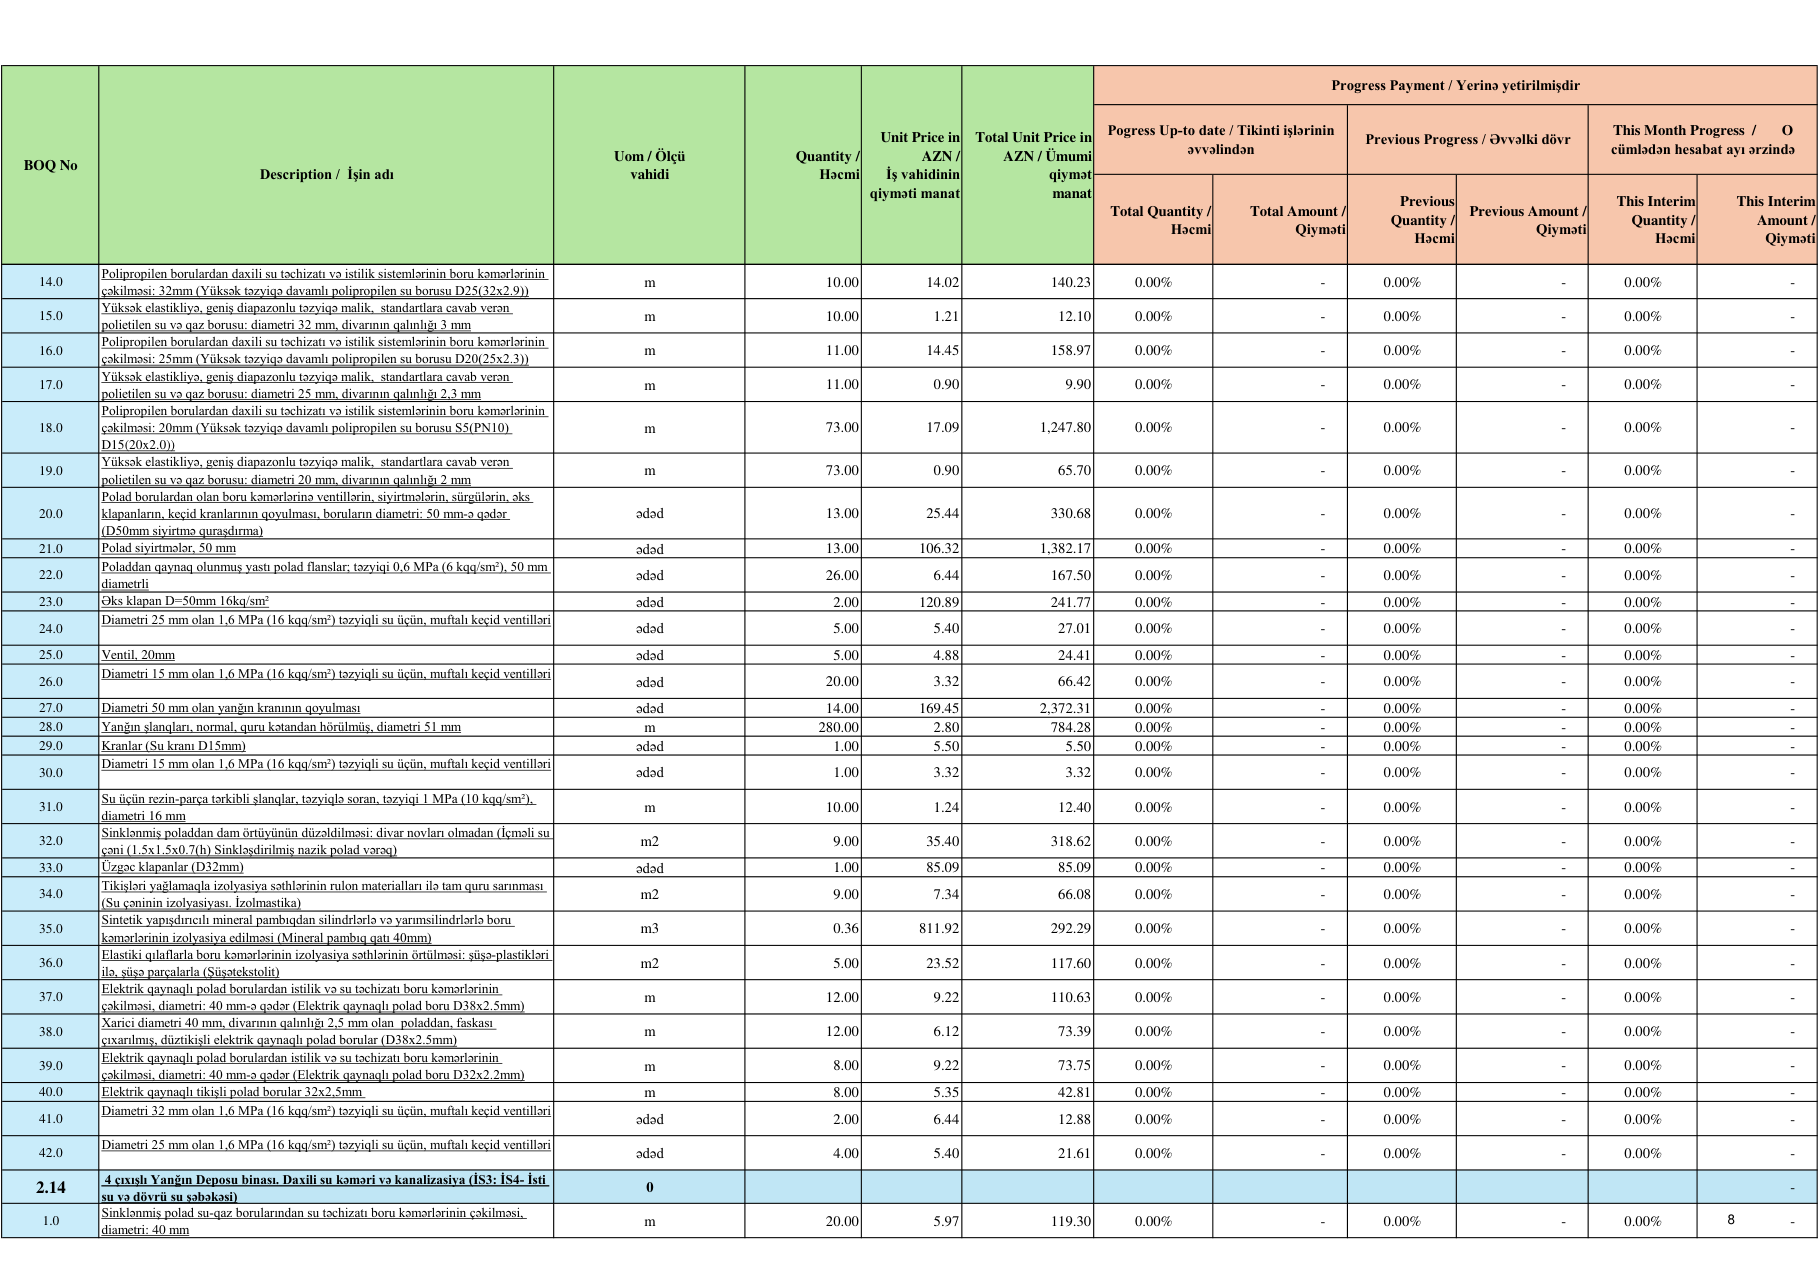 BOQ No
Description /  İşin adı
Uom / Ölçü
vahidi
Quantity /
Həcmi
Unit Price in
AZN /
İş vahidinin
qiyməti manat
Total Unit Price in
AZN / Ümumi
qiymət
manat
Progress Payment / Yerinə yetirilmişdir
Pogress Up-to date / Tikinti işlərinin
əvvəlindən
Previous Progress / Əvvəlki dövr
This Month Progress  /       O
cümlədən hesabat ayı ərzində
Total Quantity /
Həcmi
Total Amount /
Qiyməti
Previous
Quantity /
Həcmi
Previous Amount /
Qiyməti
This Interim
Quantity /
Həcmi
This Interim
Amount /
Qiyməti
14.0 Polipropilen borulardan daxili su təchizatı və istilik sistemlərinin boru kəmərlərinin
çəkilməsi: 32mm (Yüksək təzyiqə davamlı polipropilen su borusu D25(32x2.9)) m 10.00 14.02 140.23 0.00% - 0.00% - 0.00% -
15.0 Yüksək elastikliyə, geniş diapazonlu təzyiqə malik,  standartlara cavab verən
polietilen su və qaz borusu: diametri 32 mm, divarının qalınlığı 3 mm m 10.00 1.21 12.10 0.00% - 0.00% - 0.00% -
16.0 Polipropilen borulardan daxili su təchizatı və istilik sistemlərinin boru kəmərlərinin
çəkilməsi: 25mm (Yüksək təzyiqə davamlı polipropilen su borusu D20(25x2.3)) m 11.00 14.45 158.97 0.00% - 0.00% - 0.00% -
17.0 Yüksək elastikliyə, geniş diapazonlu təzyiqə malik,  standartlara cavab verən
polietilen su və qaz borusu: diametri 25 mm, divarının qalınlığı 2,3 mm m 11.00 0.90 9.90 0.00% - 0.00% - 0.00% -
18.0 Polipropilen borulardan daxili su təchizatı və istilik sistemlərinin boru kəmərlərinin
çəkilməsi: 20mm (Yüksək təzyiqə davamlı polipropilen su borusu S5(PN10)
D15(20x2.0)) m 73.00 17.09 1,247.80 0.00% - 0.00% - 0.00% -
19.0 Yüksək elastikliyə, geniş diapazonlu təzyiqə malik,  standartlara cavab verən
polietilen su və qaz borusu: diametri 20 mm, divarının qalınlığı 2 mm m 73.00 0.90 65.70 0.00% - 0.00% - 0.00% -
20.0 Polad borulardan olan boru kəmərlərinə ventillərin, siyirtmələrin, sürgülərin, əks
klapanların, keçid kranlarının qoyulması, boruların diametri: 50 mm-ə qədər
(D50mm siyirtmə quraşdırma) ədəd 13.00 25.44 330.68 0.00% - 0.00% - 0.00% -
21.0 Polad siyirtmələr, 50 mm ədəd 13.00 106.32 1,382.17 0.00% - 0.00% - 0.00% -
22.0 Poladdan qaynaq olunmuş yastı polad flanslar; təzyiqi 0,6 MPa (6 kqq/sm²), 50 mm
diametrli ədəd 26.00 6.44 167.50 0.00% - 0.00% - 0.00% -
23.0 Əks klapan D=50mm 16kq/sm² ədəd 2.00 120.89 241.77 0.00% - 0.00% - 0.00% -
24.0 Diametri 25 mm olan 1,6 MPa (16 kqq/sm²) təzyiqli su üçün, muftalı keçid ventilləri ədəd 5.00 5.40 27.01 0.00% - 0.00% - 0.00% -
25.0 Ventil, 20mm ədəd 5.00 4.88 24.41 0.00% - 0.00% - 0.00% -
26.0 Diametri 15 mm olan 1,6 MPa (16 kqq/sm²) təzyiqli su üçün, muftalı keçid ventilləri ədəd 20.00 3.32 66.42 0.00% - 0.00% - 0.00% -
27.0 Diametri 50 mm olan yanğın kranının qoyulması ədəd 14.00 169.45 2,372.31 0.00% - 0.00% - 0.00% -
28.0 Yanğın şlanqları, normal, quru kətandan hörülmüş, diametri 51 mm m 280.00 2.80 784.28 0.00% - 0.00% - 0.00% -
29.0 Kranlar (Su kranı D15mm) ədəd 1.00 5.50 5.50 0.00% - 0.00% - 0.00% -
30.0 Diametri 15 mm olan 1,6 MPa (16 kqq/sm²) təzyiqli su üçün, muftalı keçid ventilləri ədəd 1.00 3.32 3.32 0.00% - 0.00% - 0.00% -
31.0 Su üçün rezin-parça tərkibli şlanqlar, təzyiqlə soran, təzyiqi 1 MPa (10 kqq/sm²),
diametri 16 mm m 10.00 1.24 12.40 0.00% - 0.00% - 0.00% -
32.0 Sinklənmiş poladdan dam örtüyünün düzəldilməsi: divar novları olmadan (İçməli su
çəni (1.5x1.5x0.7(h) Sinkləşdirilmiş nazik polad vərəq) m2 9.00 35.40 318.62 0.00% - 0.00% - 0.00% -
33.0 Üzgəc klapanlar (D32mm) ədəd 1.00 85.09 85.09 0.00% - 0.00% - 0.00% -
34.0 Tikişləri yağlamaqla izolyasiya səthlərinin rulon materialları ilə tam quru sarınması
(Su çəninin izolyasiyası. İzolmastika) m2 9.00 7.34 66.08 0.00% - 0.00% - 0.00% -
35.0 Sintetik yapışdırıcılı mineral pambıqdan silindrlərlə və yarımsilindrlərlə boru
kəmərlərinin izolyasiya edilməsi (Mineral pambıq qatı 40mm) m3 0.36 811.92 292.29 0.00% - 0.00% - 0.00% -
36.0 Elastiki qılaflarla boru kəmərlərinin izolyasiya səthlərinin örtülməsi: şüşə-plastikləri
ilə, şüşə parçalarla (Şüşətekstolit) m2 5.00 23.52 117.60 0.00% - 0.00% - 0.00% -
37.0 Elektrik qaynaqlı polad borulardan istilik və su təchizatı boru kəmərlərinin
çəkilməsi, diametri: 40 mm-ə qədər (Elektrik qaynaqlı polad boru D38x2.5mm) m 12.00 9.22 110.63 0.00% - 0.00% - 0.00% -
38.0 Xarici diametri 40 mm, divarının qalınlığı 2,5 mm olan  poladdan, faskası
çıxarılmış, düztikişli elektrik qaynaqlı polad borular (D38x2.5mm) m 12.00 6.12 73.39 0.00% - 0.00% - 0.00% -
39.0 Elektrik qaynaqlı polad borulardan istilik və su təchizatı boru kəmərlərinin
çəkilməsi, diametri: 40 mm-ə qədər (Elektrik qaynaqlı polad boru D32x2.2mm) m 8.00 9.22 73.75 0.00% - 0.00% - 0.00% -
40.0 Elektrik qaynaqlı tikişli polad borular 32x2,5mm m 8.00 5.35 42.81 0.00% - 0.00% - 0.00% -
41.0 Diametri 32 mm olan 1,6 MPa (16 kqq/sm²) təzyiqli su üçün, muftalı keçid ventilləri ədəd 2.00 6.44 12.88 0.00% - 0.00% - 0.00% -
42.0 Diametri 25 mm olan 1,6 MPa (16 kqq/sm²) təzyiqli su üçün, muftalı keçid ventilləri ədəd 4.00 5.40 21.61 0.00% - 0.00% - 0.00% -
2.14 4 çıxışlı Yanğın Deposu binası. Daxili su kəməri və kanalizasiya (İS3: İS4- İsti
su və dövrü su şəbəkəsi) 0 -
1.0 Sinklənmiş polad su-qaz borularından su təchizatı boru kəmərlərinin çəkilməsi,
diametri: 40 mm m 20.00 5.97 119.30 0.00% - 0.00% - 0.00% 8 -